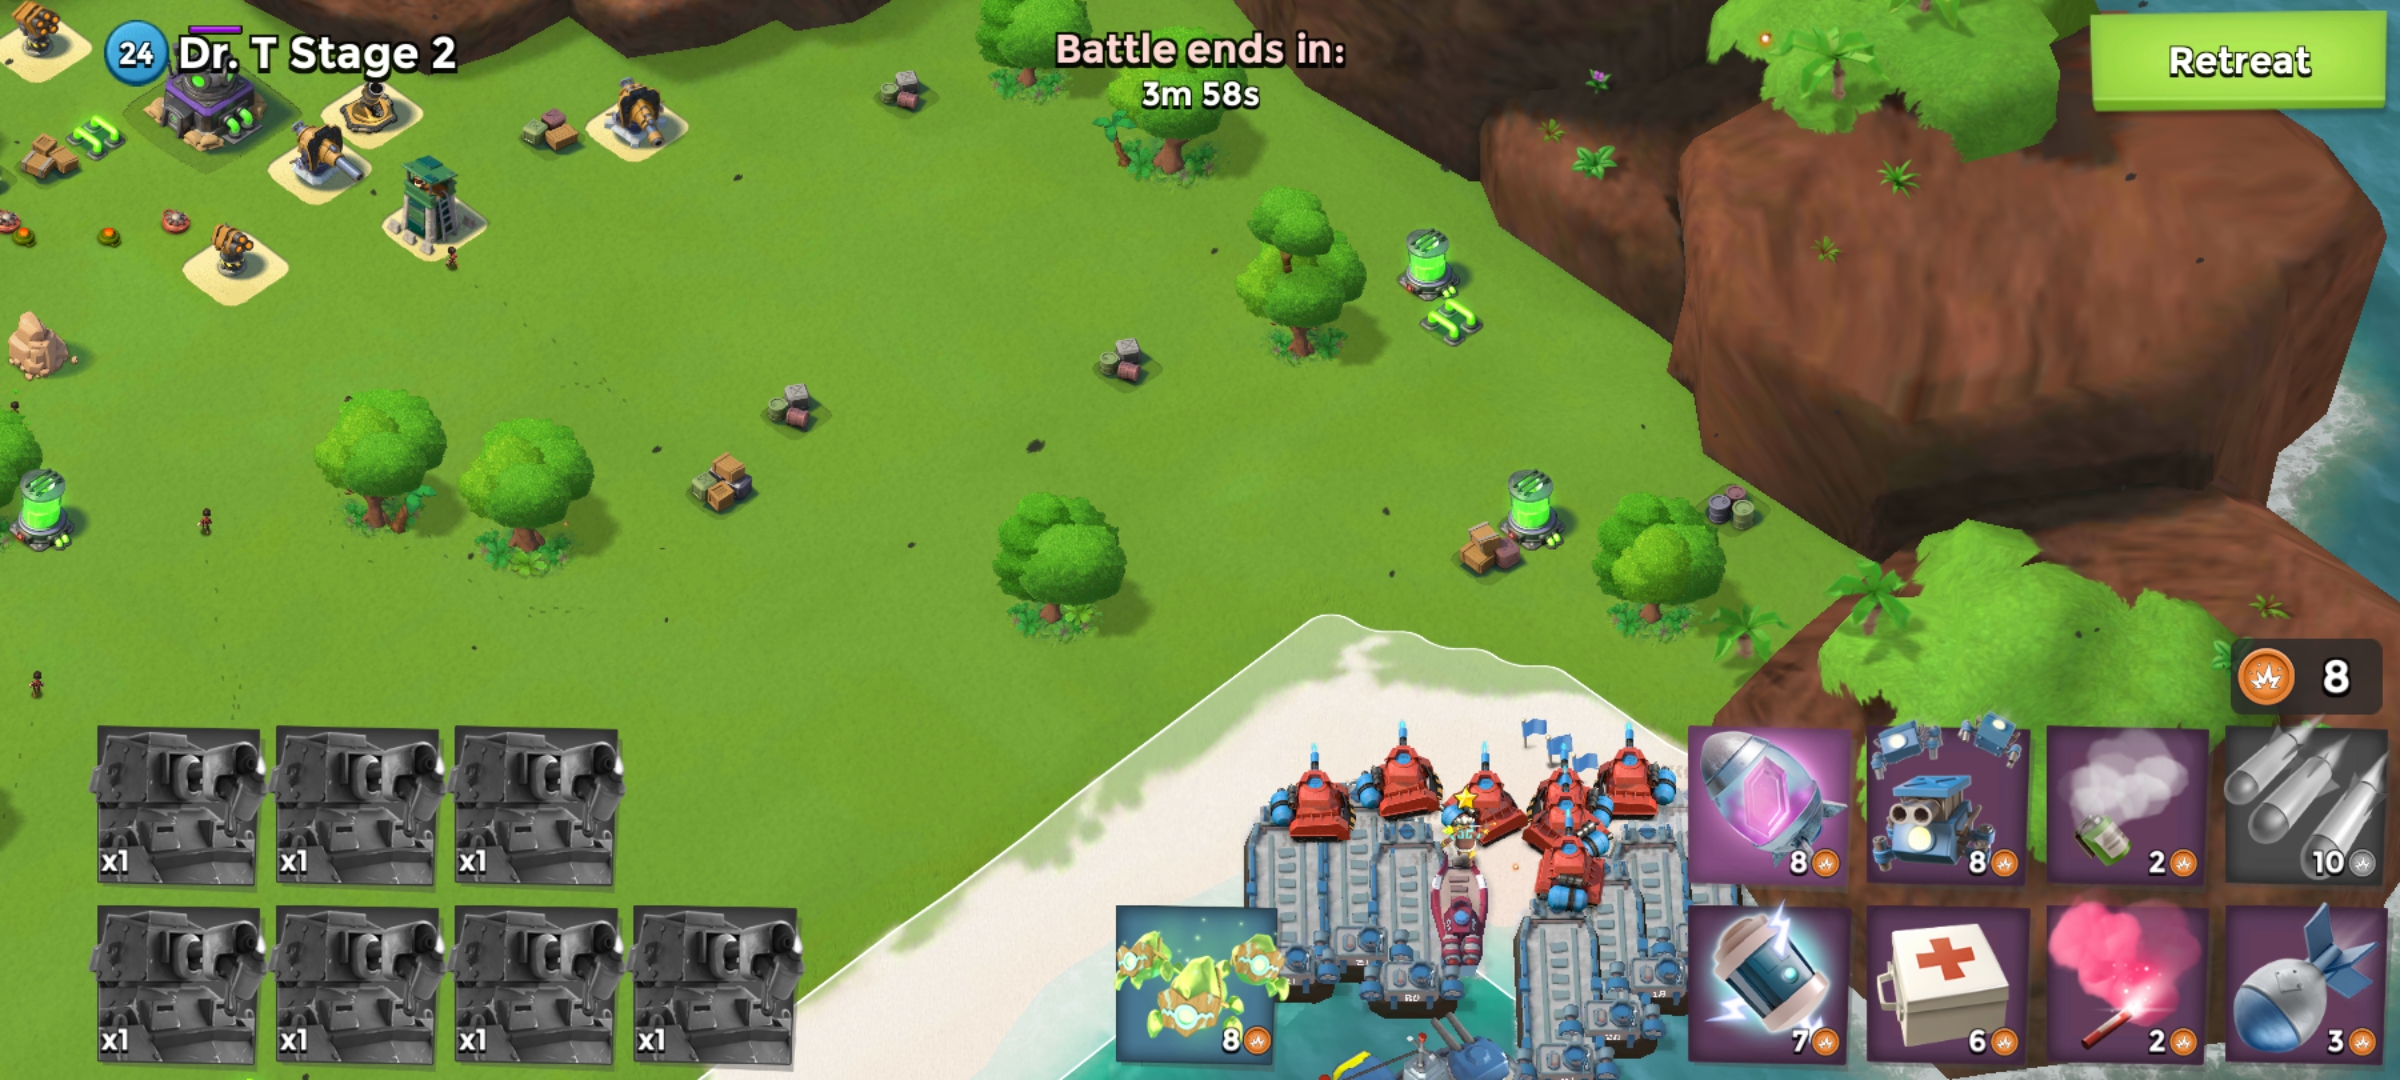 24 Dr. T Stage 2
Battle ends in:
3m 58s
Retreat
8
x1 x1 x1
8 8 2 10
x1 x1 x1 x1
8 7 6 2 3